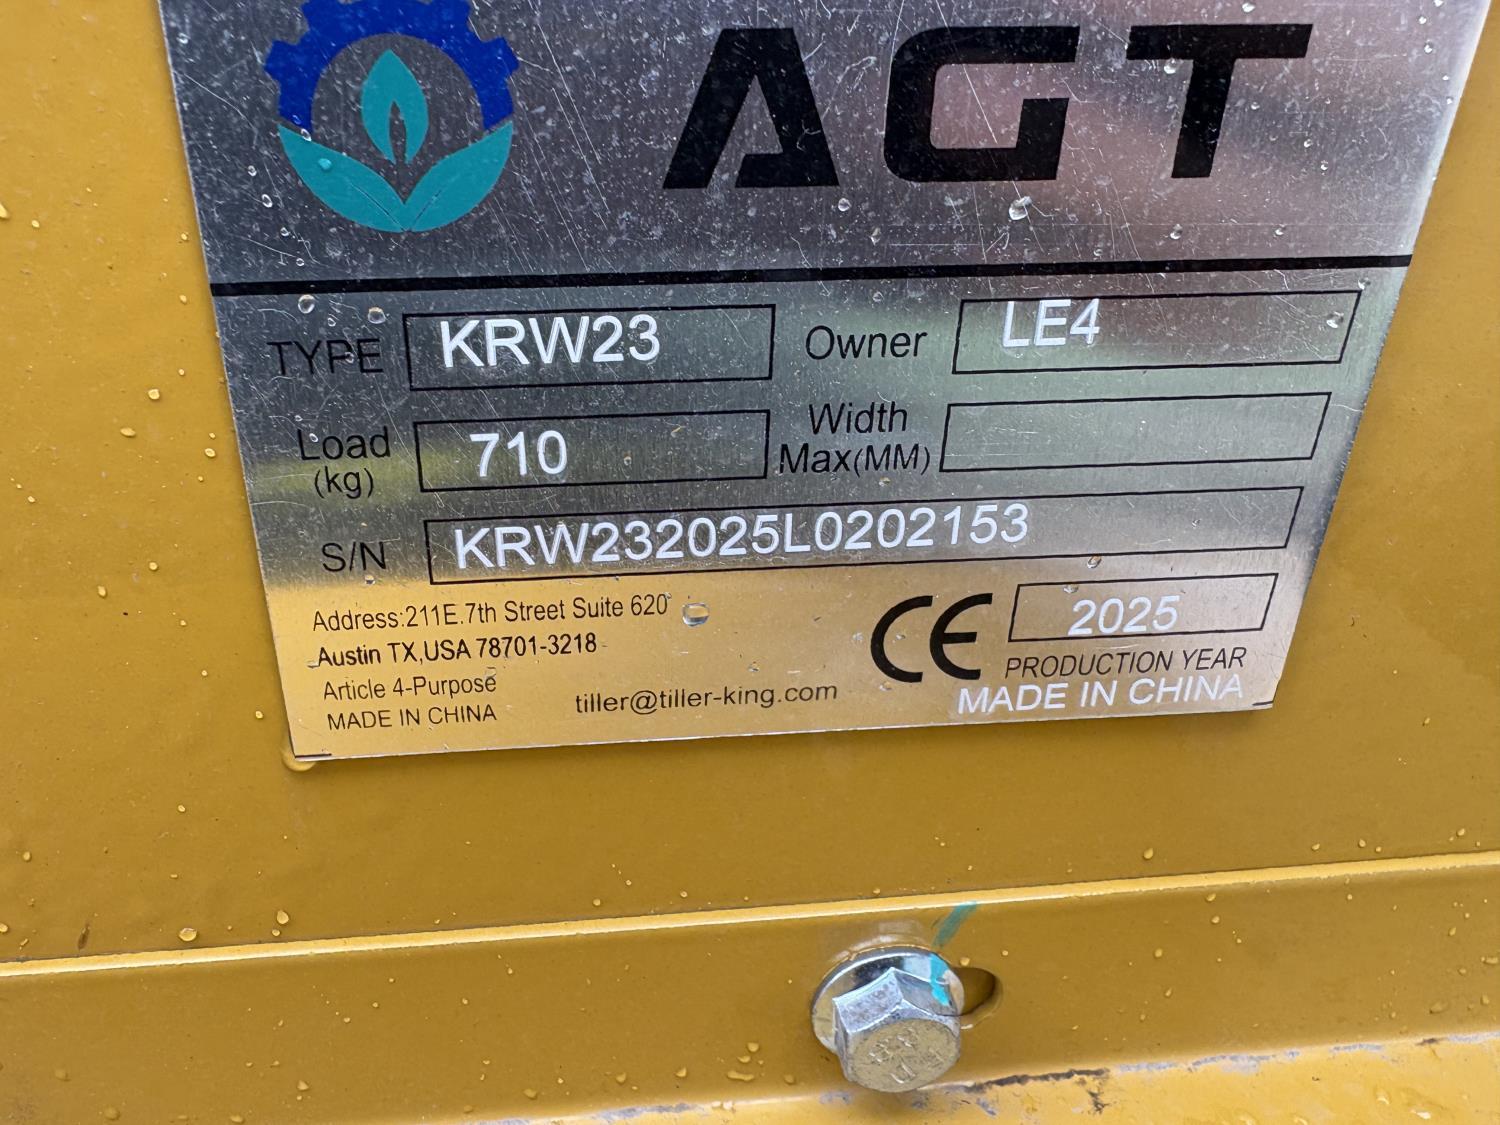 AGT
TYPE KRW23 Owner LE4
Load (kg) 710 Width Max(MM)
S/N KRW232025L0202153
Address:211E.7th Street Suite 620
Austin TX,USA 78701-3218
Article 4-Purpose
MADE IN CHINA
tiller@tiller-king.com
CE 2025
PRODUCTION YEAR
MADE IN CHINA
8.8